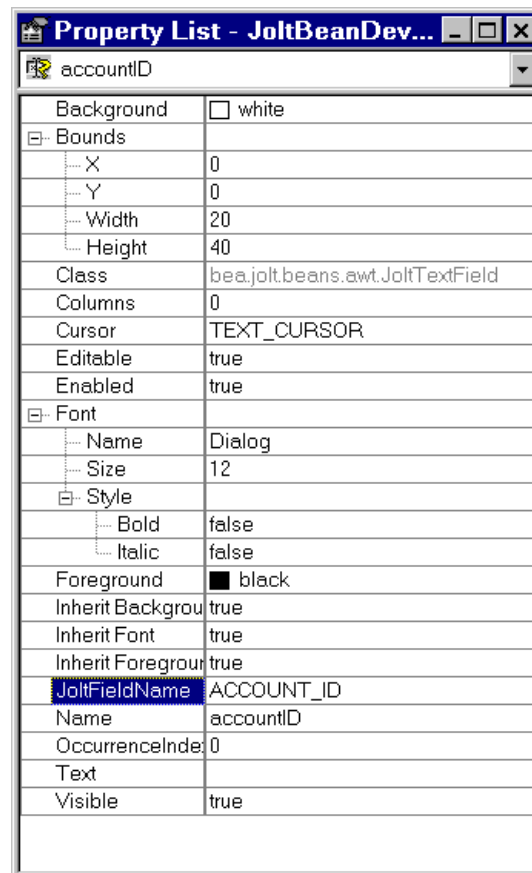 Property List - JoltBeanDev...
accountID
Background white
Bounds
X 0
Y 0
Width 20
Height 40
Class bea.jolt.beans.awt.JoltTextField
Columns 0
Cursor TEXT_CURSOR
Editable true
Enabled true
Font
Name Dialog
Size 12
Style
Bold false
Italic false
Foreground black
Inherit Backgrou true
Inherit Font true
Inherit Foregrour true
JoltFieldName ACCOUNT_ID
Name accountID
OccurrenceInde: 0
Text
Visible true